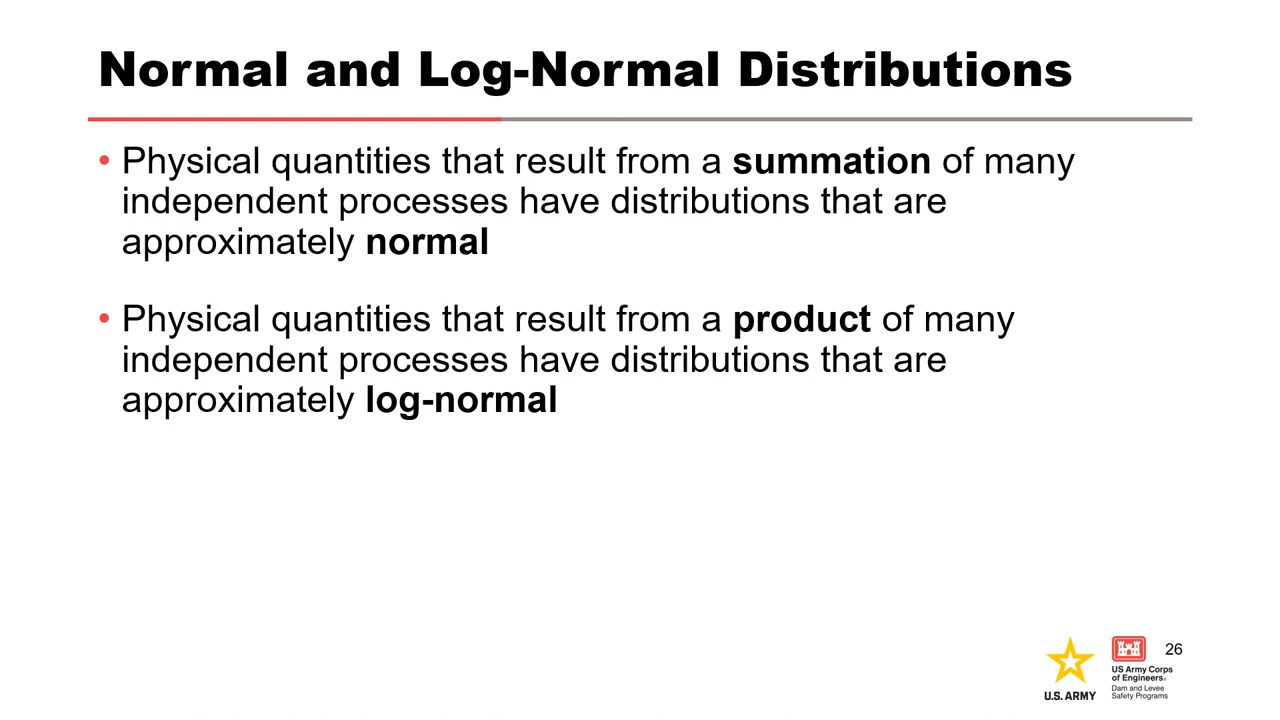 Normal and Log-Normal Distributions
• Physical quantities that result from a summation of many
independent processes have distributions that are
approximately normal
• Physical quantities that result from a product of many
independent processes have distributions that are
approximately log-normal
26
U.S. ARMY
US Army Corps
of Engineers®
Dam and Levee
Safety Programs